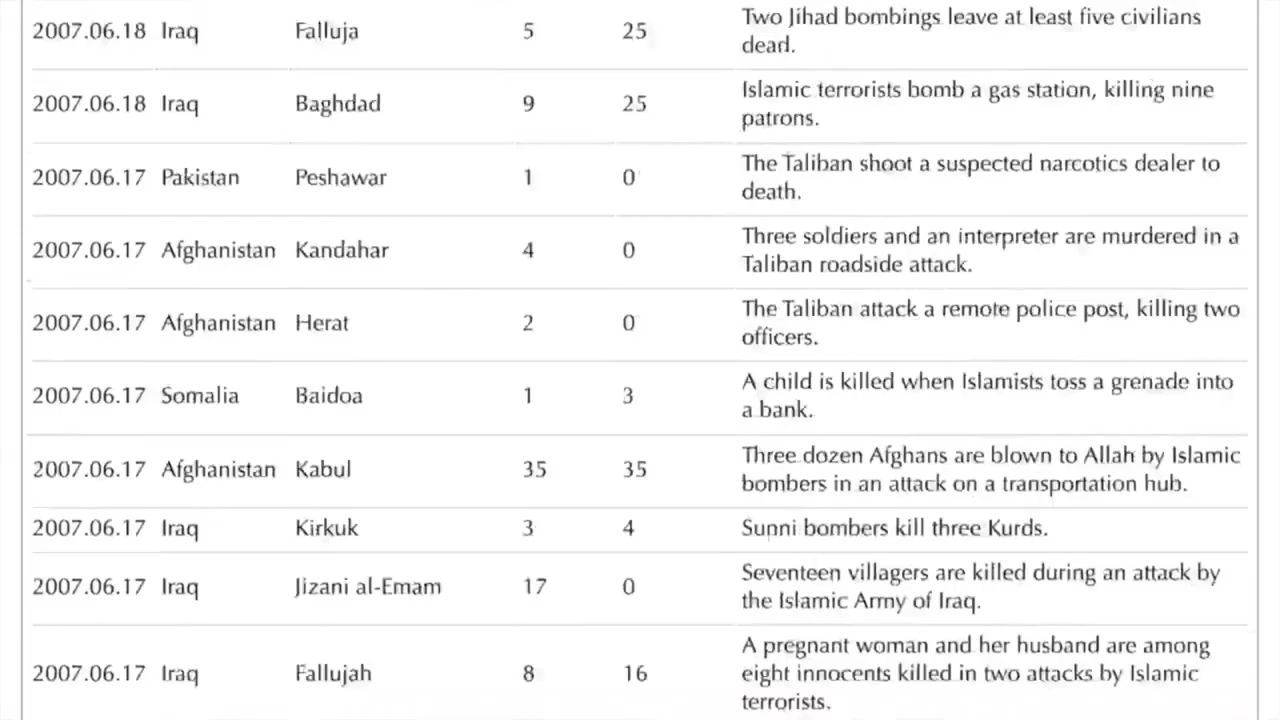 2007.06.18 Iraq Falluja 5 25 Two Jihad bombings leave at least five civilians
dead.
2007.06.18 Iraq Baghdad 9 25 Islamic terrorists bomb a gas station, killing nine
patrons.
2007.06.17 Pakistan Peshawar 1 0 The Taliban shoot a suspected narcotics dealer to
death.
2007.06.17 Afghanistan Kandahar 4 0 Three soldiers and an interpreter are murdered in a
Taliban roadside attack.
2007.06.17 Afghanistan Herat 2 0 The Taliban attack a remote police post, killing two
officers.
2007.06.17 Somalia Baidoa 1 3 A child is killed when Islamists toss a grenade into
a bank.
2007.06.17 Afghanistan Kabul 35 35 Three dozen Afghans are blown to Allah by Islamic
bombers in an attack on a transportation hub.
2007.06.17 Iraq Kirkuk 3 4 Sunni bombers kill three Kurds.
2007.06.17 Iraq Jizani al-Emam 17 0 Seventeen villagers are killed during an attack by
the Islamic Army of Iraq.
2007.06.17 Iraq Fallujah 8 16 A pregnant woman and her husband are among
eight innocents killed in two attacks by Islamic
terrorists.